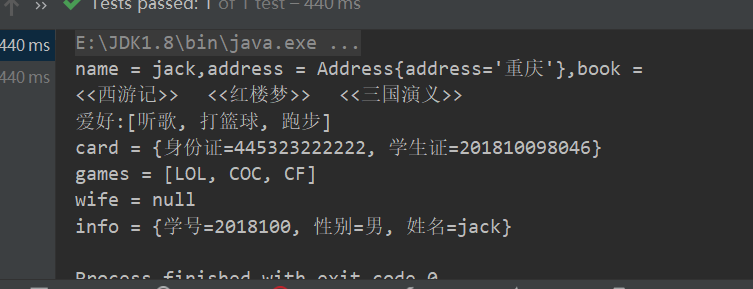 Tests passed: 1 of 1 test – 440 ms
440 ms
E:\JDK1.8\bin\java.exe ...
440 ms
name = jack,address = Address{address='重庆'},book =
<<西游记>>  <<红楼梦>>  <<三国演义>>
爱好:[听歌, 打篮球, 跑步]
card = {身份证=445323222222, 学生证=201810098046}
games = [LOL, COC, CF]
wife = null
info = {学号=2018100, 性别=男, 姓名=jack}
Process finished with exit code 0